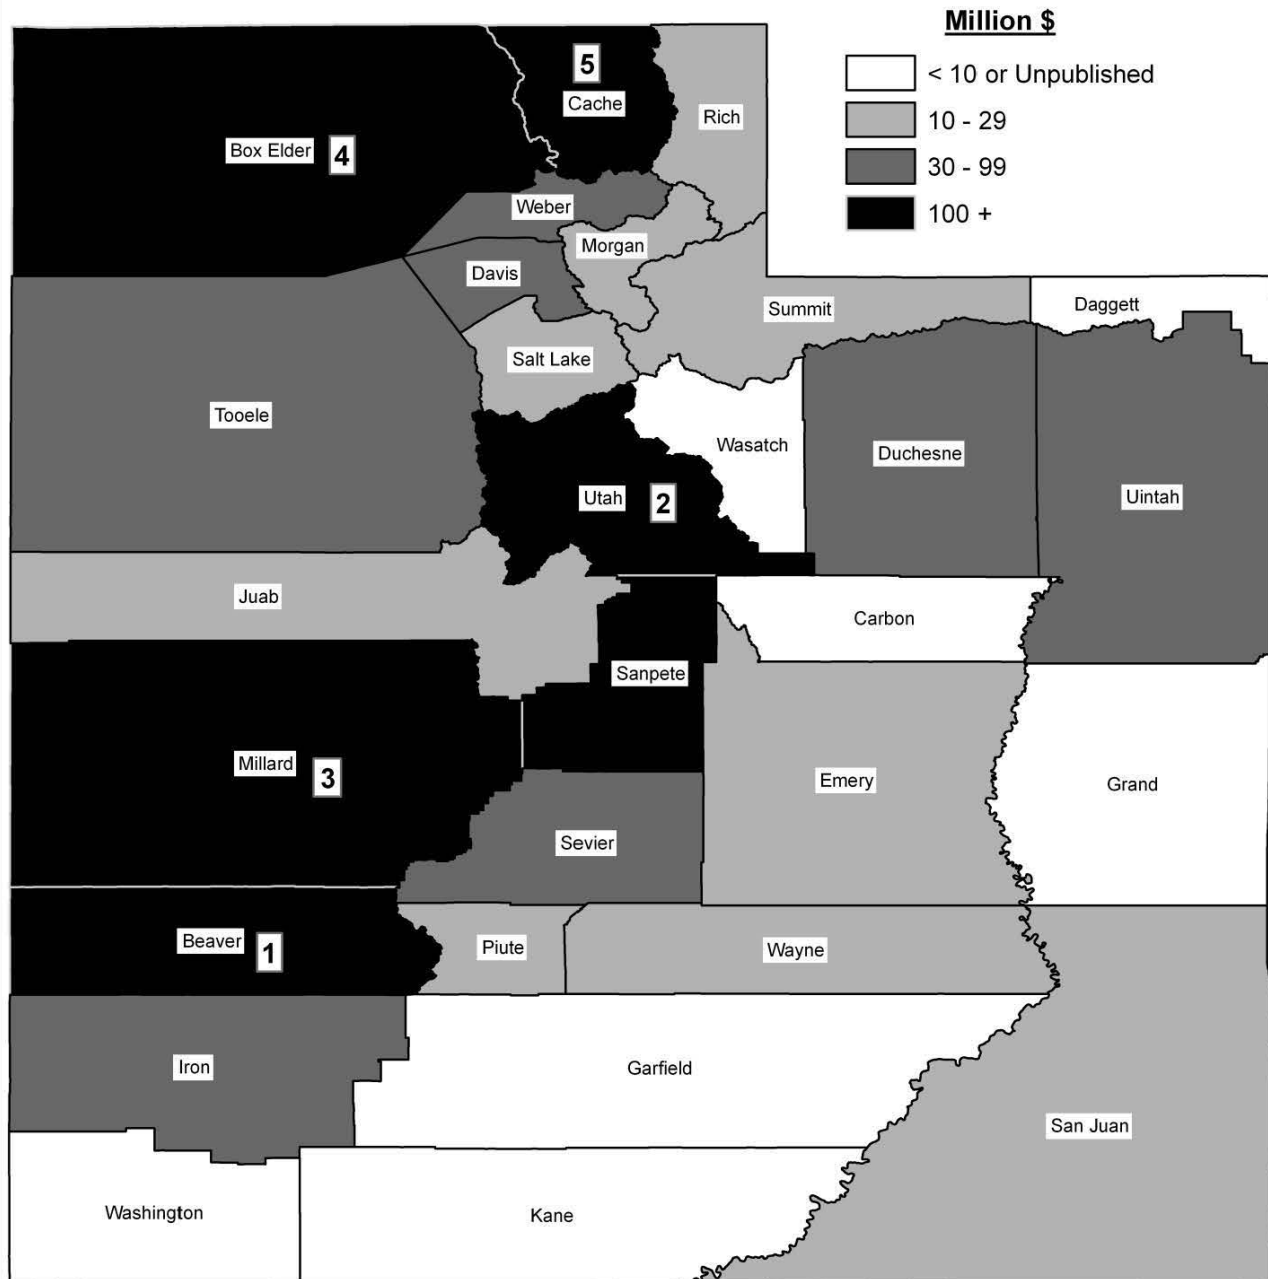 Million $
< 10 or Unpublished
10 - 29
30 - 99
100 +
5
Cache
Rich
Box Elder 4
Weber
Morgan
Davis
Summit
Daggett
Salt Lake
Tooele
Wasatch
Duchesne
Utah 2
Uintah
Juab
Carbon
Sanpete
Millard 3
Emery
Grand
Sevier
Beaver 1
Piute
Wayne
Iron
Garfield
San Juan
Washington
Kane